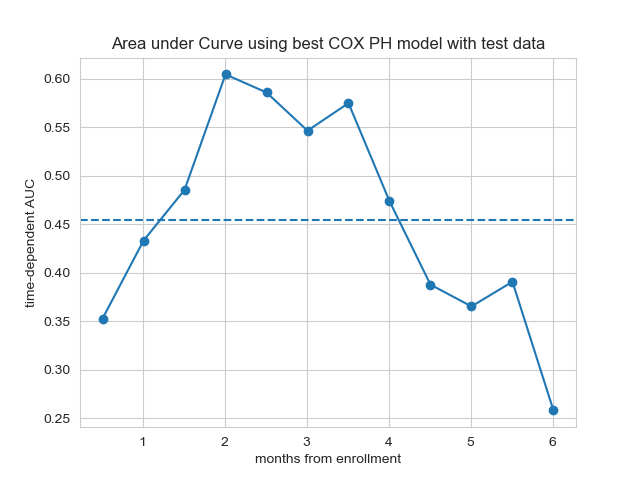 Area under Curve using best COX PH model with test data
0.60
0.55
0.50
0.45
0.40
0.35
0.30
0.25
time-dependent AUC
1 2 3 4 5 6
months from enrollment